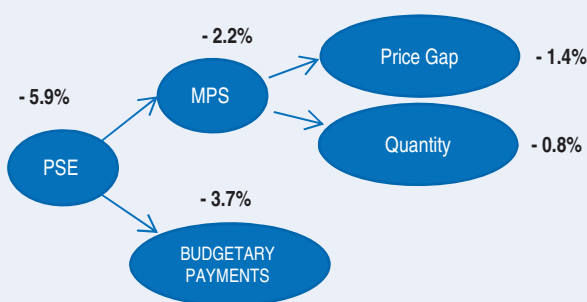 - 2.2%
Price Gap
- 1.4%
- 5.9%
MPS
Quantity
- 0.8%
PSE
- 3.7%
BUDGETARY
PAYMENTS